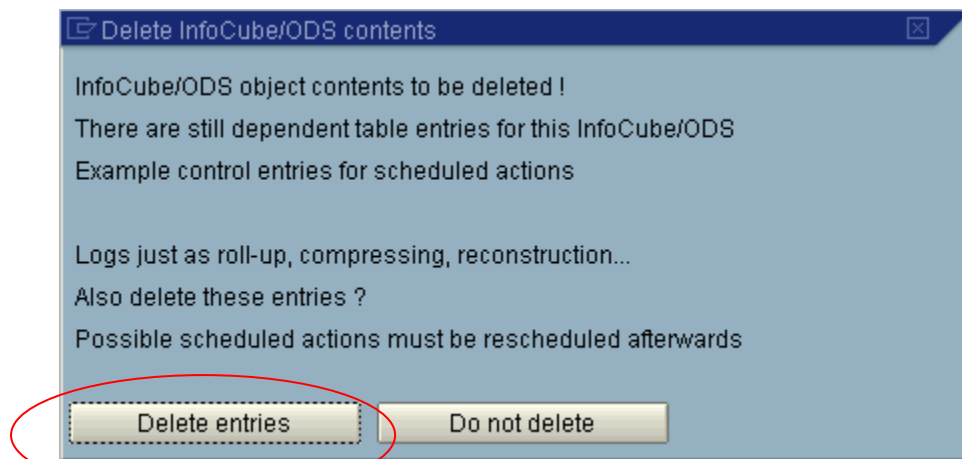 Delete InfoCube/ODS contents
InfoCube/ODS object contents to be deleted !
There are still dependent table entries for this InfoCube/ODS
Example control entries for scheduled actions
Logs just as roll-up, compressing, reconstruction...
Also delete these entries ?
Possible scheduled actions must be rescheduled afterwards
Delete entries Do not delete